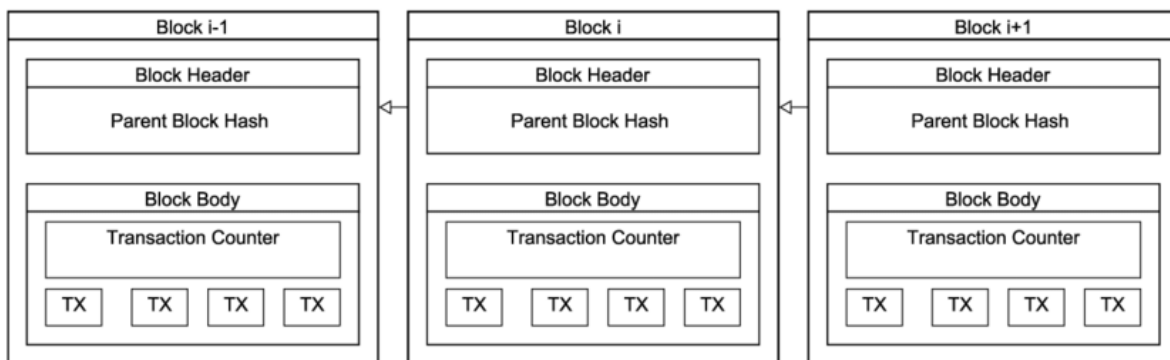 Block i-1
Block Header
Parent Block Hash
Block Body
Transaction Counter
TX TX TX TX
Block i
Block Header
Parent Block Hash
Block Body
Transaction Counter
TX TX TX TX
Block i+1
Block Header
Parent Block Hash
Block Body
Transaction Counter
TX TX TX TX